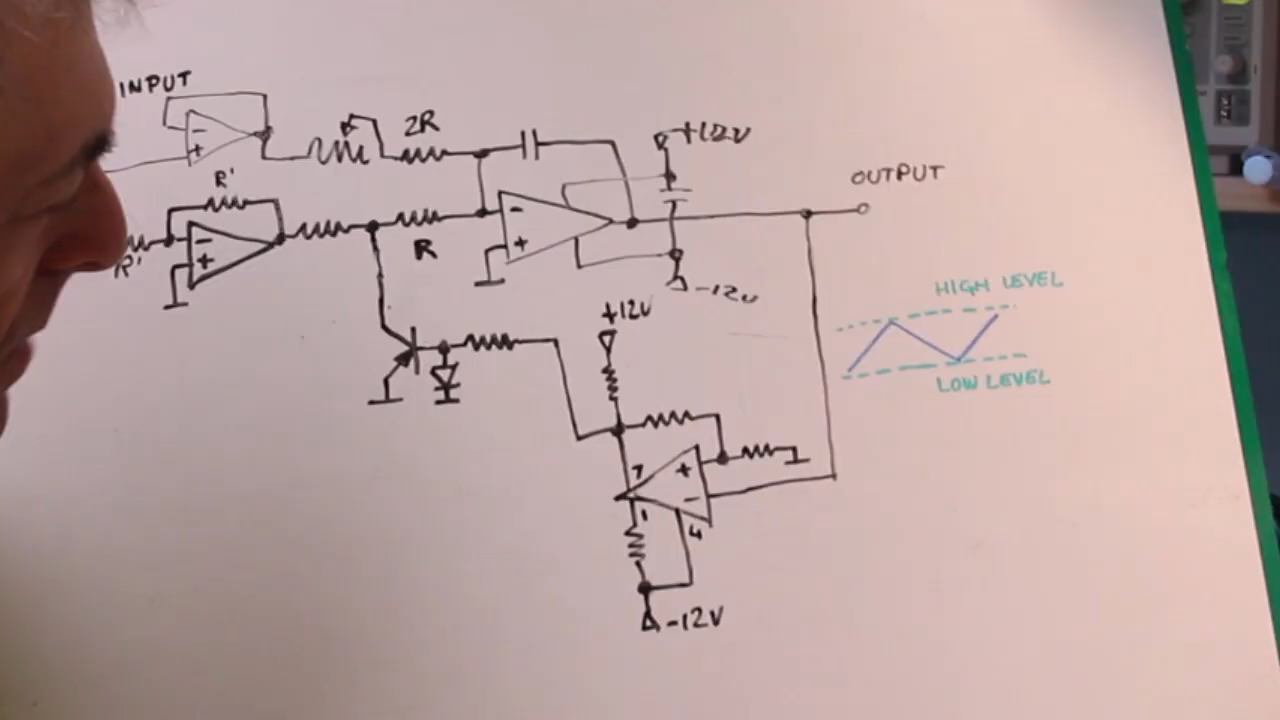 INPUT
2R
+12V
OUTPUT
R'
-
+
R'
-
+
R
-
+
-12V
HIGH LEVEL
LOW LEVEL
+12V
7
+
-
1
4
-12V